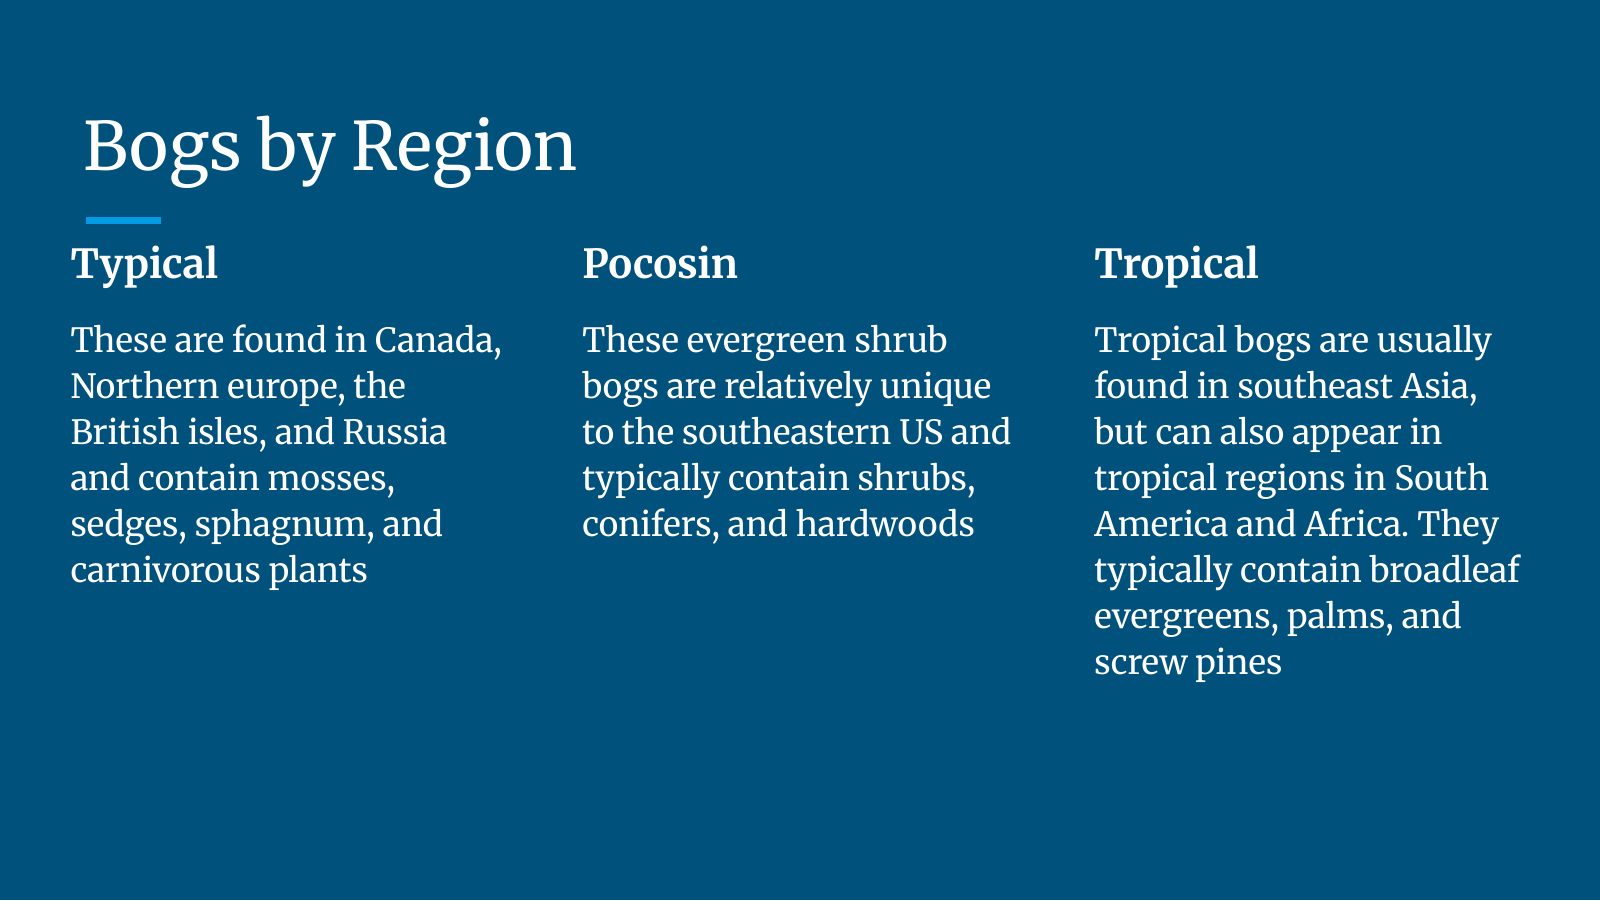 Bogs by Region
Typical
These are found in Canada,
Northern europe, the
British isles, and Russia
and contain mosses,
sedges, sphagnum, and
carnivorous plants
Pocosin
These evergreen shrub
bogs are relatively unique
to the southeastern US and
typically contain shrubs,
conifers, and hardwoods
Tropical
Tropical bogs are usually
found in southeast Asia,
but can also appear in
tropical regions in South
America and Africa. They
typically contain broadleaf
evergreens, palms, and
screw pines